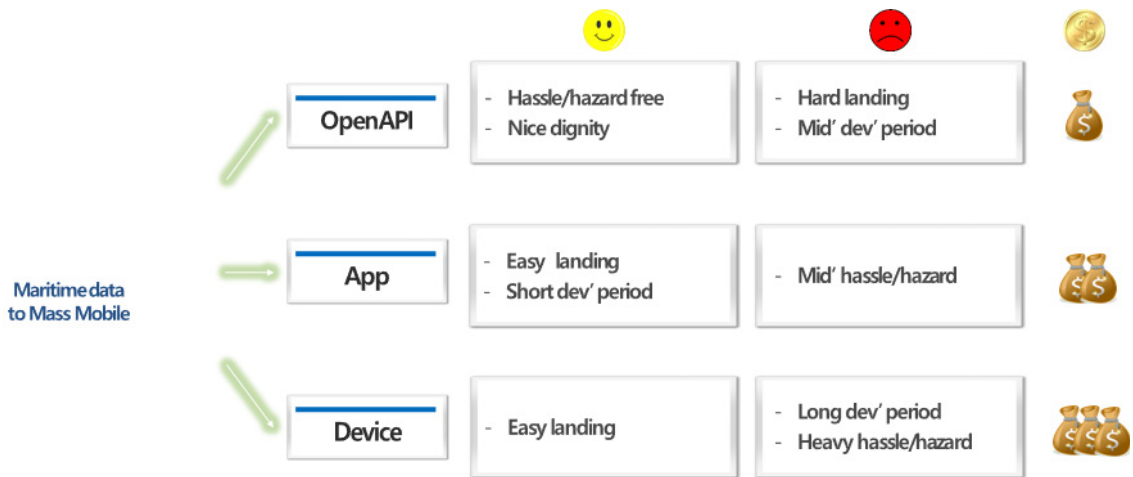 OpenAPI
- Hassle/hazard free
- Nice dignity
- Hard landing
- Mid' dev' period
Maritime data
to Mass Mobile
App
- Easy landing
- Short dev' period
- Mid' hassle/hazard
Device
- Easy landing
- Long dev' period
- Heavy hassle/hazard